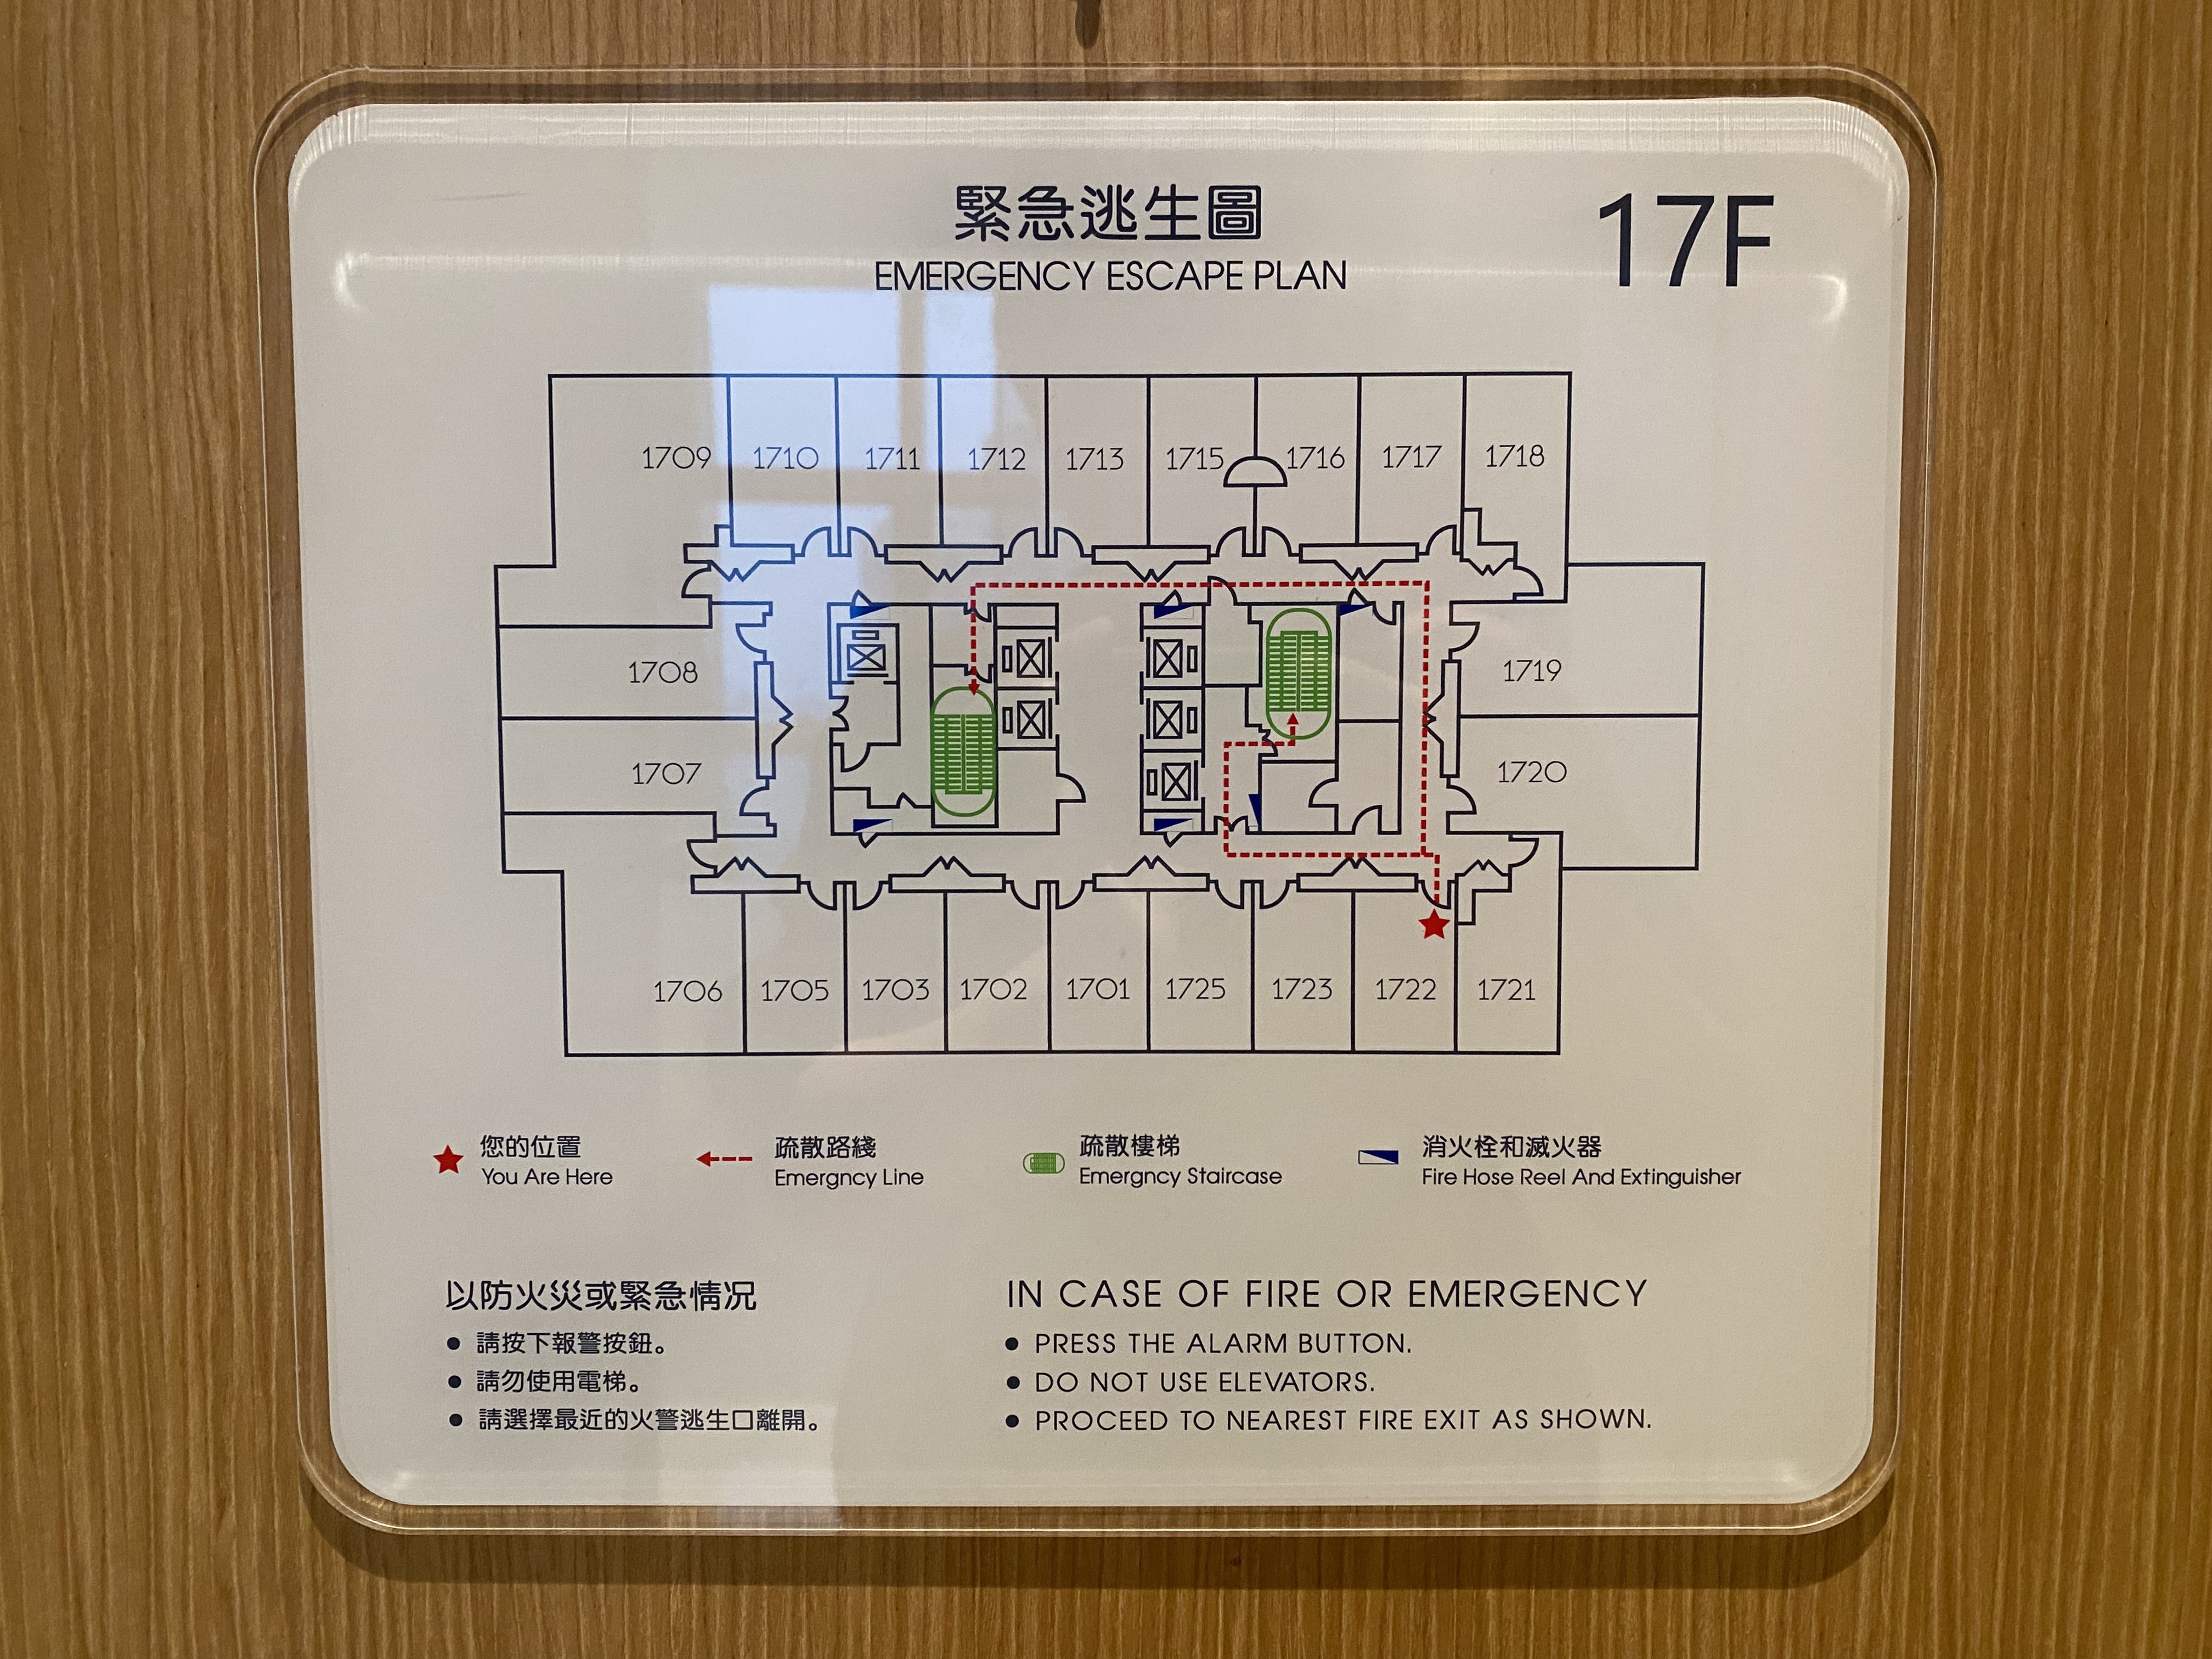 緊急逃生圖
EMERGENCY ESCAPE PLAN
17F
1709 1710 1711 1712 1713 1715 1716 1717 1718
1708 1719
1707 1720
1706 1705 1703 1702 1701 1725 1723 1722 1721
您的位置
You Are Here
疏散路綫
Emergncy Line
疏散樓梯
Emergncy Staircase
消火栓和滅火器
Fire Hose Reel And Extinguisher
以防火災或緊急情况
● 請按下報警按鈕。
● 請勿使用電梯。
● 請選擇最近的火警逃生口離開。
IN CASE OF FIRE OR EMERGENCY
● PRESS THE ALARM BUTTON.
● DO NOT USE ELEVATORS.
● PROCEED TO NEAREST FIRE EXIT AS SHOWN.